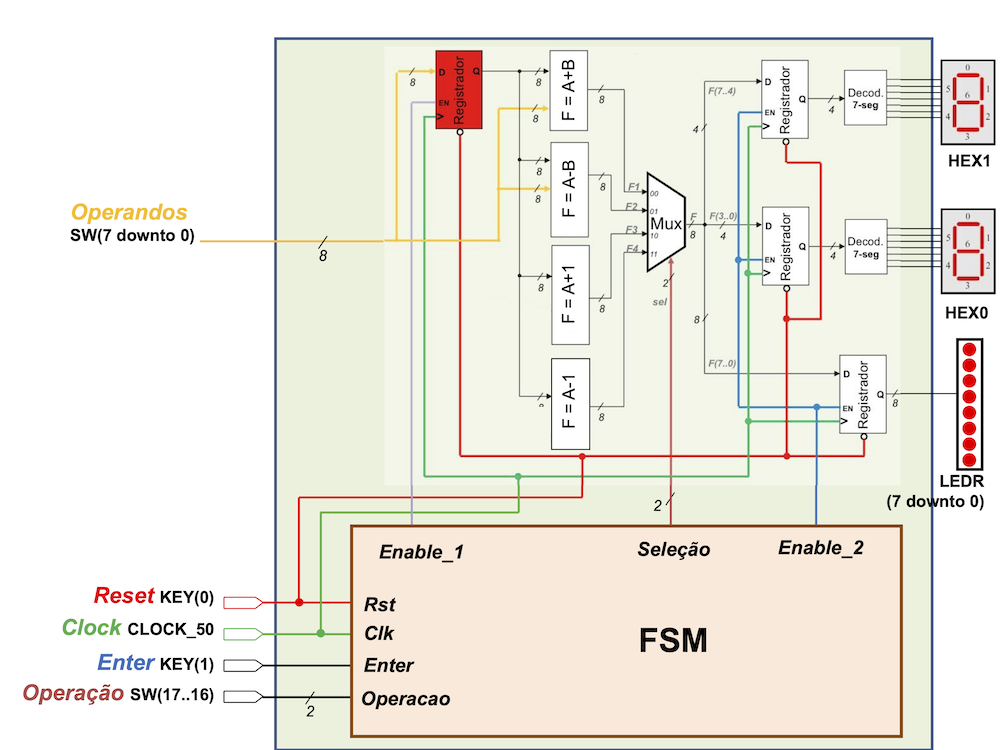 D
Q
8
Registrador
EN
F = A+B
8
8
8
F = A-B
8
8
8
F = A+1
8
8
F = A-1
8
F1
00
F2
01
F3
10
F4
11
Mux
F
8
2
sel
F(7..4)
4
F(3..0)
4
8
F(7..0)
D
Q
EN
Registrador
4
Decod.
7-seg
0
5
1
6
4
2
3
HEX1
D
Q
EN
Registrador
4
Decod.
7-seg
0
5
1
6
4
2
3
HEX0
D
Q
EN
Registrador
8
LEDR
(7 downto 0)
Operandos
SW(7 downto 0)
8
2
Enable_1
Seleção
Enable_2
Reset KEY(0)
Rst
Clock CLOCK_50
Clk
Enter KEY(1)
Enter
Operação SW(17..16)
2
Operacao
FSM